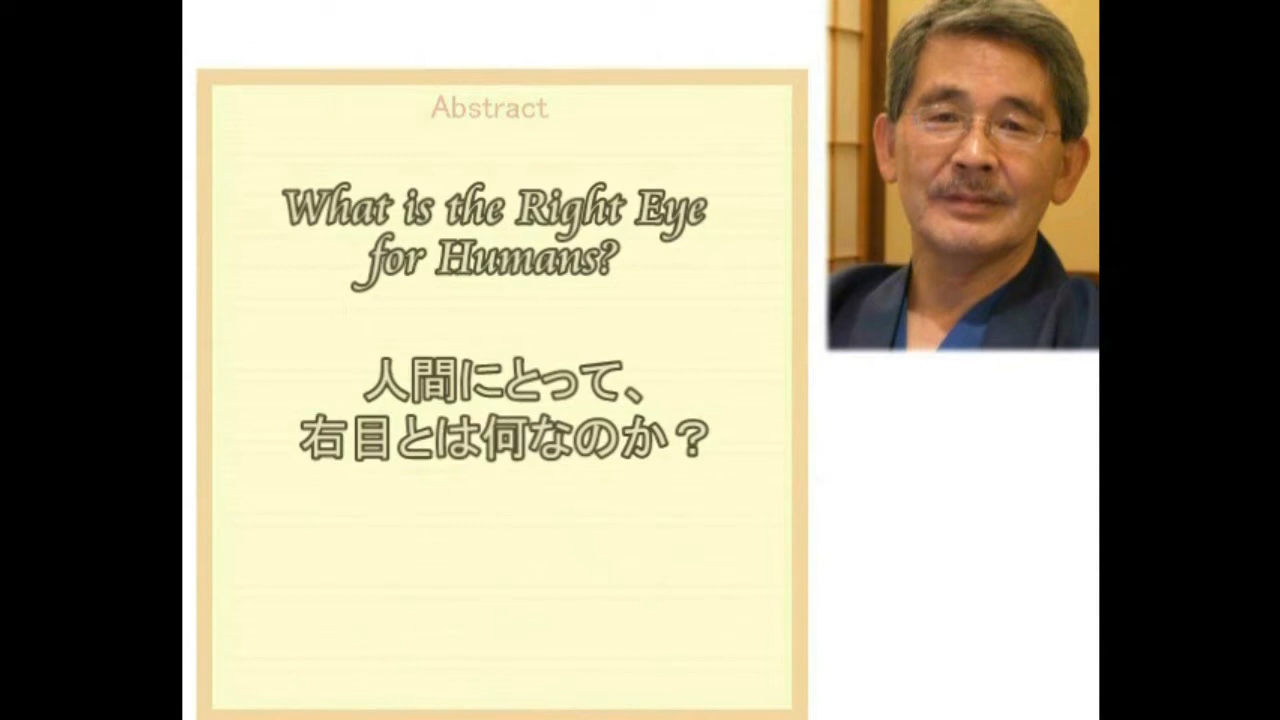 Abstract
What is the Right Eye
for Humans?
人間にとって、
右目とは何なのか？